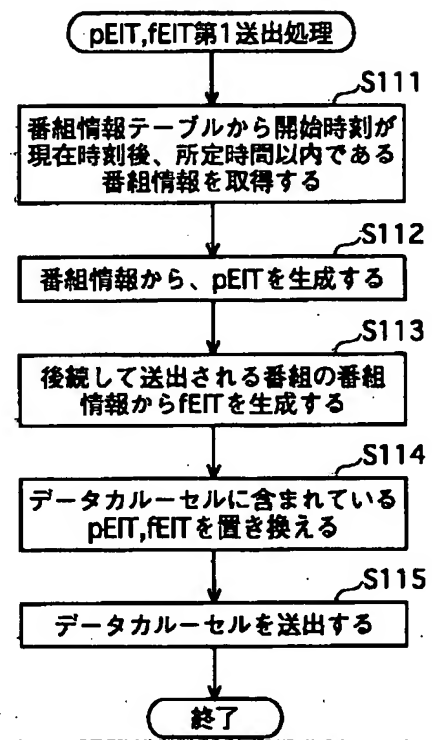 pEIT,fEIT第1送出処理
S111
番組情報テーブルから開始時刻が
現在時刻後、所定時間以内である
番組情報を取得する
S112
番組情報から、pEITを生成する
S113
後続して送出される番組の番組
情報からfEITを生成する
S114
データカルーセルに含まれている
pEIT,fEITを置き換える
S115
データカルーセルを送出する
終了